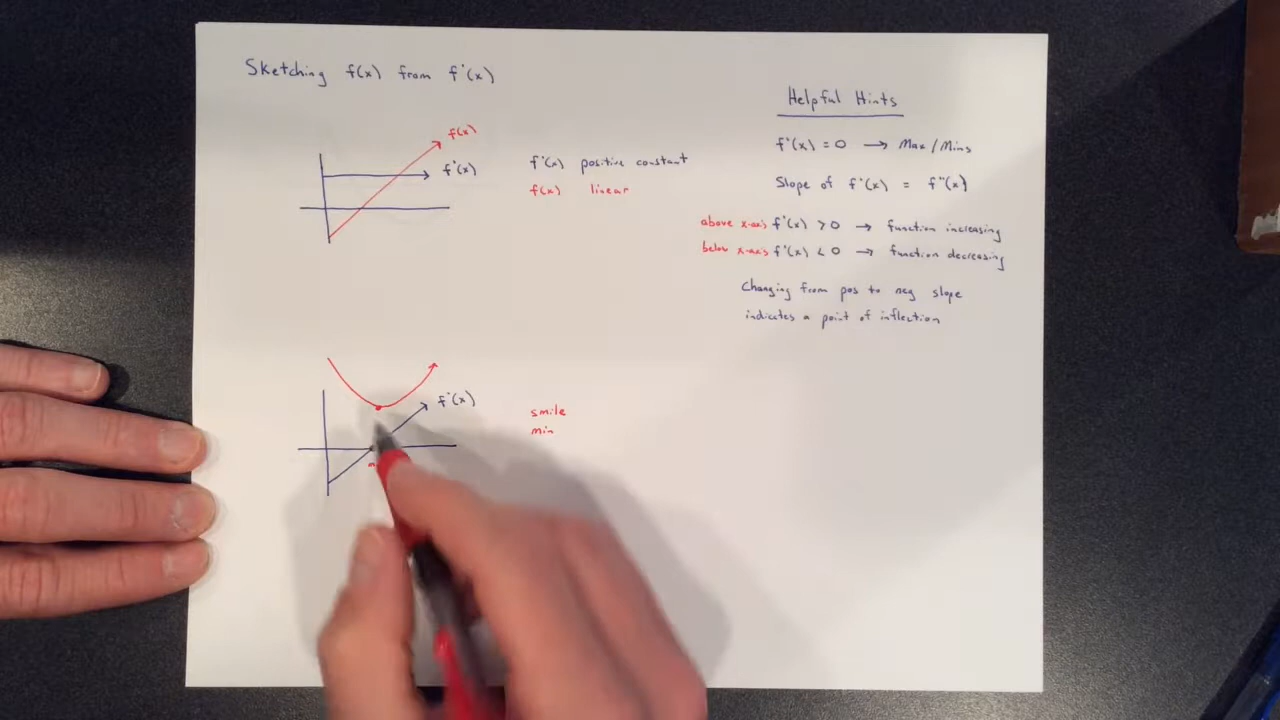 Sketching f(x) from f'(x)
f(x)
f'(x)
f'(x) positive constant
f(x) linear
f'(x)
smile
min
Helpful Hints
f'(x) = 0 → Max/Mins
Slope of f'(x) = f"(x)
above x-axis f'(x) > 0 → function increasing
below x-axis f'(x) < 0 → function decreasing
Changing from pos to neg slope
indicates a point of inflection